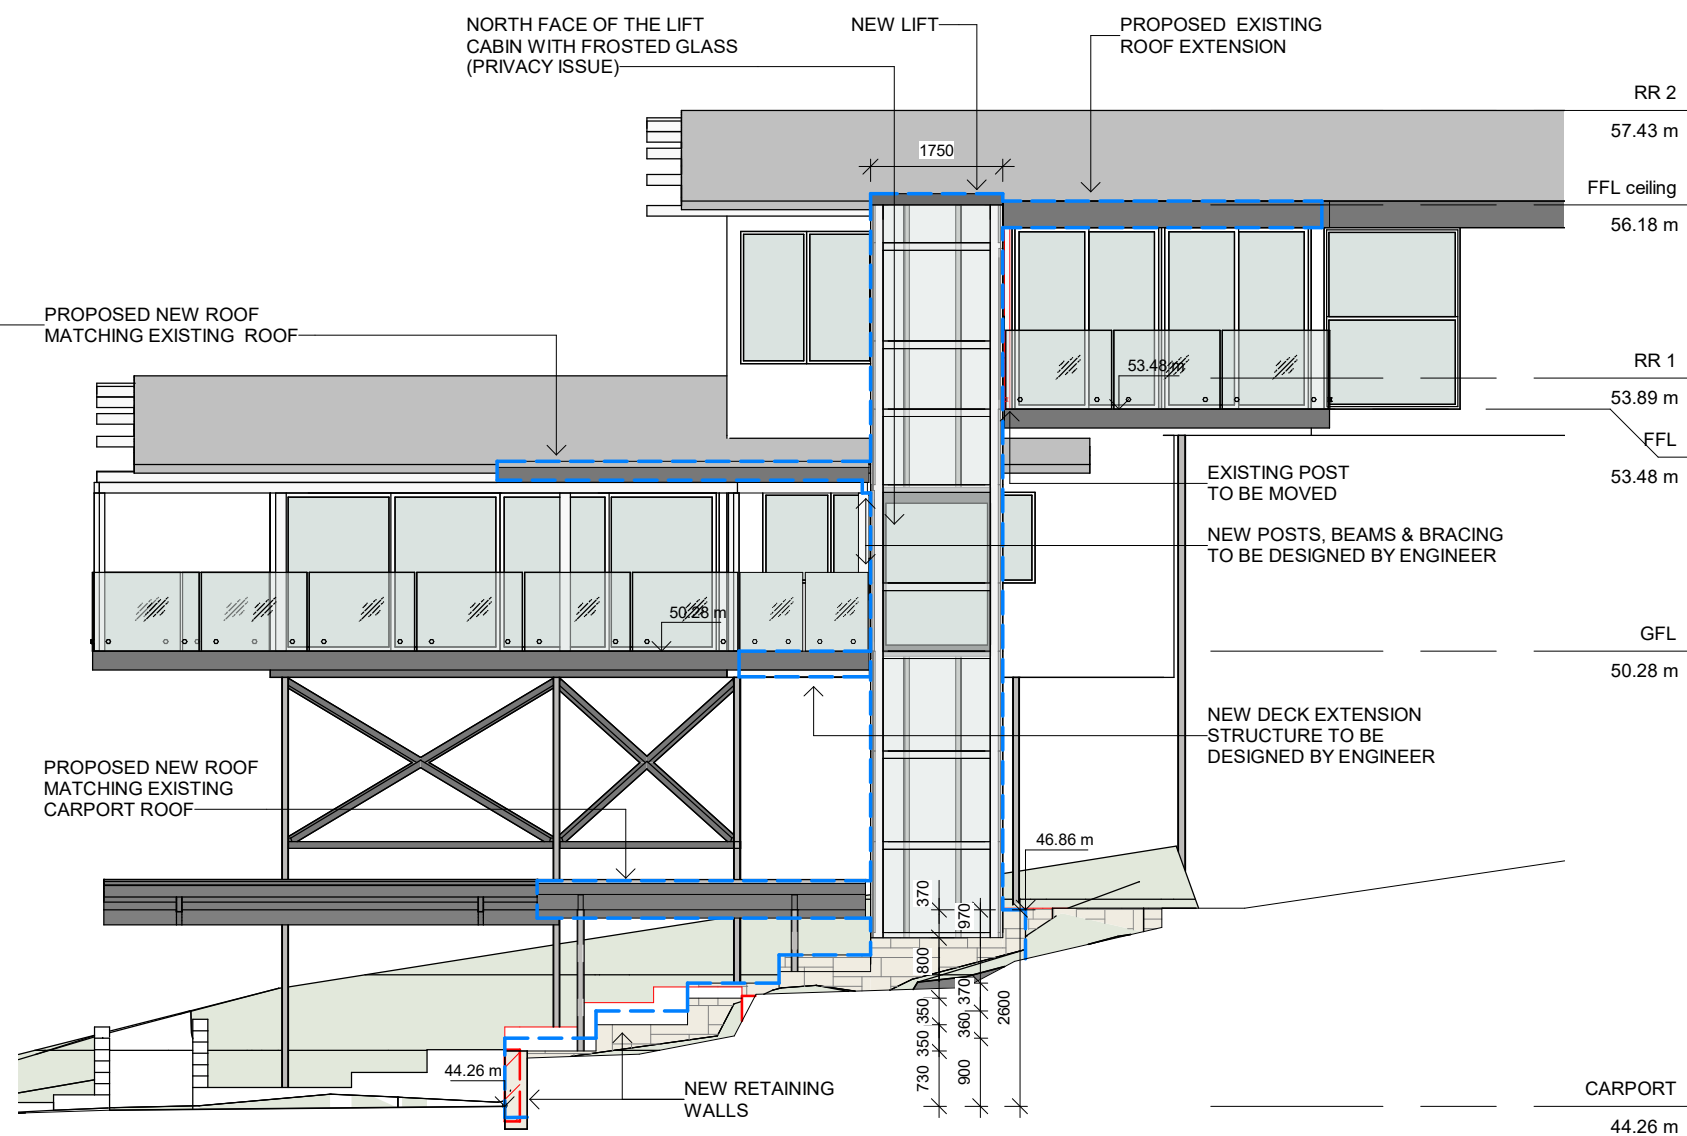 NORTH FACE OF THE LIFT
CABIN WITH FROSTED GLASS
(PRIVACY ISSUE)
NEW LIFT
PROPOSED EXISTING
ROOF EXTENSION
RR 2
57.43 m
1750
FFL ceiling
56.18 m
PROPOSED NEW ROOF
MATCHING EXISTING ROOF
53.48 m
RR 1
53.89 m
FFL
53.48 m
EXISTING POST
TO BE MOVED
NEW POSTS, BEAMS & BRACING
TO BE DESIGNED BY ENGINEER
50.28 m
GFL
50.28 m
NEW DECK EXTENSION
STRUCTURE TO BE
DESIGNED BY ENGINEER
PROPOSED NEW ROOF
MATCHING EXISTING
CARPORT ROOF
46.86 m
370
970
800
370
350
360
2600
350
730
900
44.26 m
NEW RETAINING
WALLS
CARPORT
44.26 m